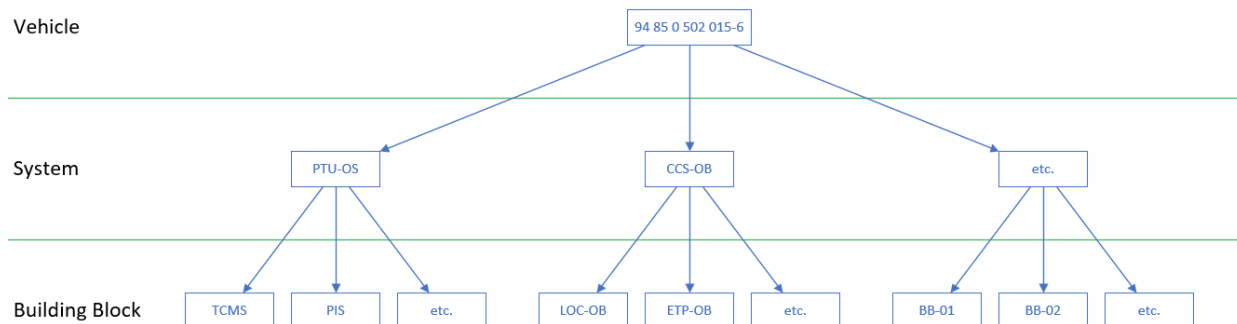 Vehicle
94 85 0 502 015-6
System
PTU-OS
CCS-OB
etc.
Building Block
TCMS
PIS
etc.
LOC-OB
ETP-OB
etc.
BB-01
BB-02
etc.